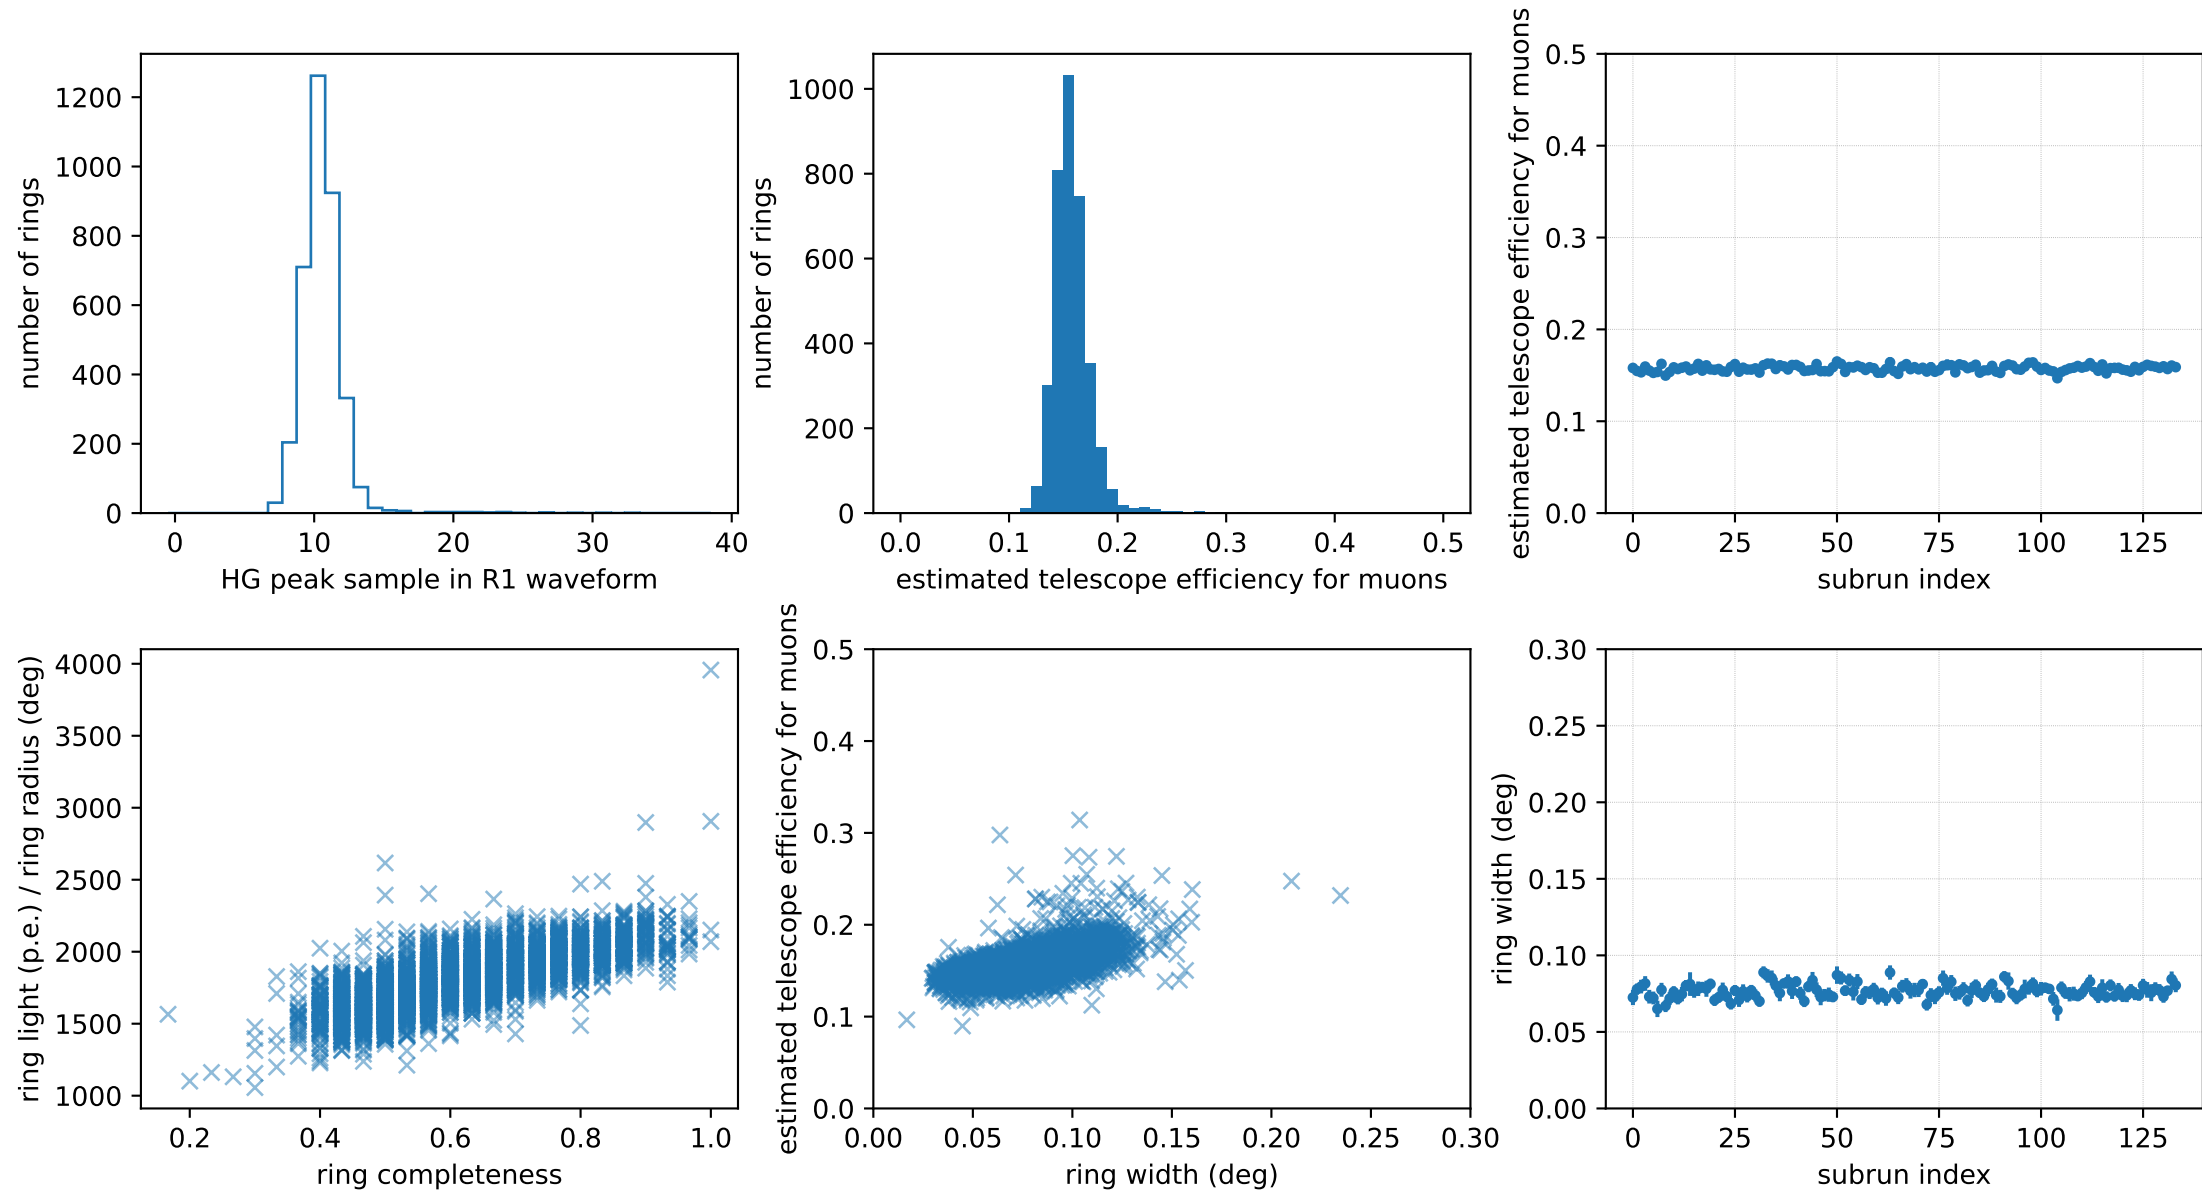 number of rings
1200
1000
800
600
400
200
0
0 10 20 30 40
HG peak sample in R1 waveform
number of rings
1000
800
600
400
200
0
0.0 0.1 0.2 0.3 0.4 0.5
estimated telescope efficiency for muons
estimated telescope efficiency for muons
0.5
0.4
0.3
0.2
0.1
0.0
0 25 50 75 100 125
subrun index
ring light (p.e.) / ring radius (deg)
4000
3500
3000
2500
2000
1500
1000
0.2 0.4 0.6 0.8 1.0
ring completeness
estimated telescope efficiency for muons
0.5
0.4
0.3
0.2
0.1
0.0
0.00 0.05 0.10 0.15 0.20 0.25 0.30
ring width (deg)
ring width (deg)
0.30
0.25
0.20
0.15
0.10
0.05
0.00
0 25 50 75 100 125
subrun index